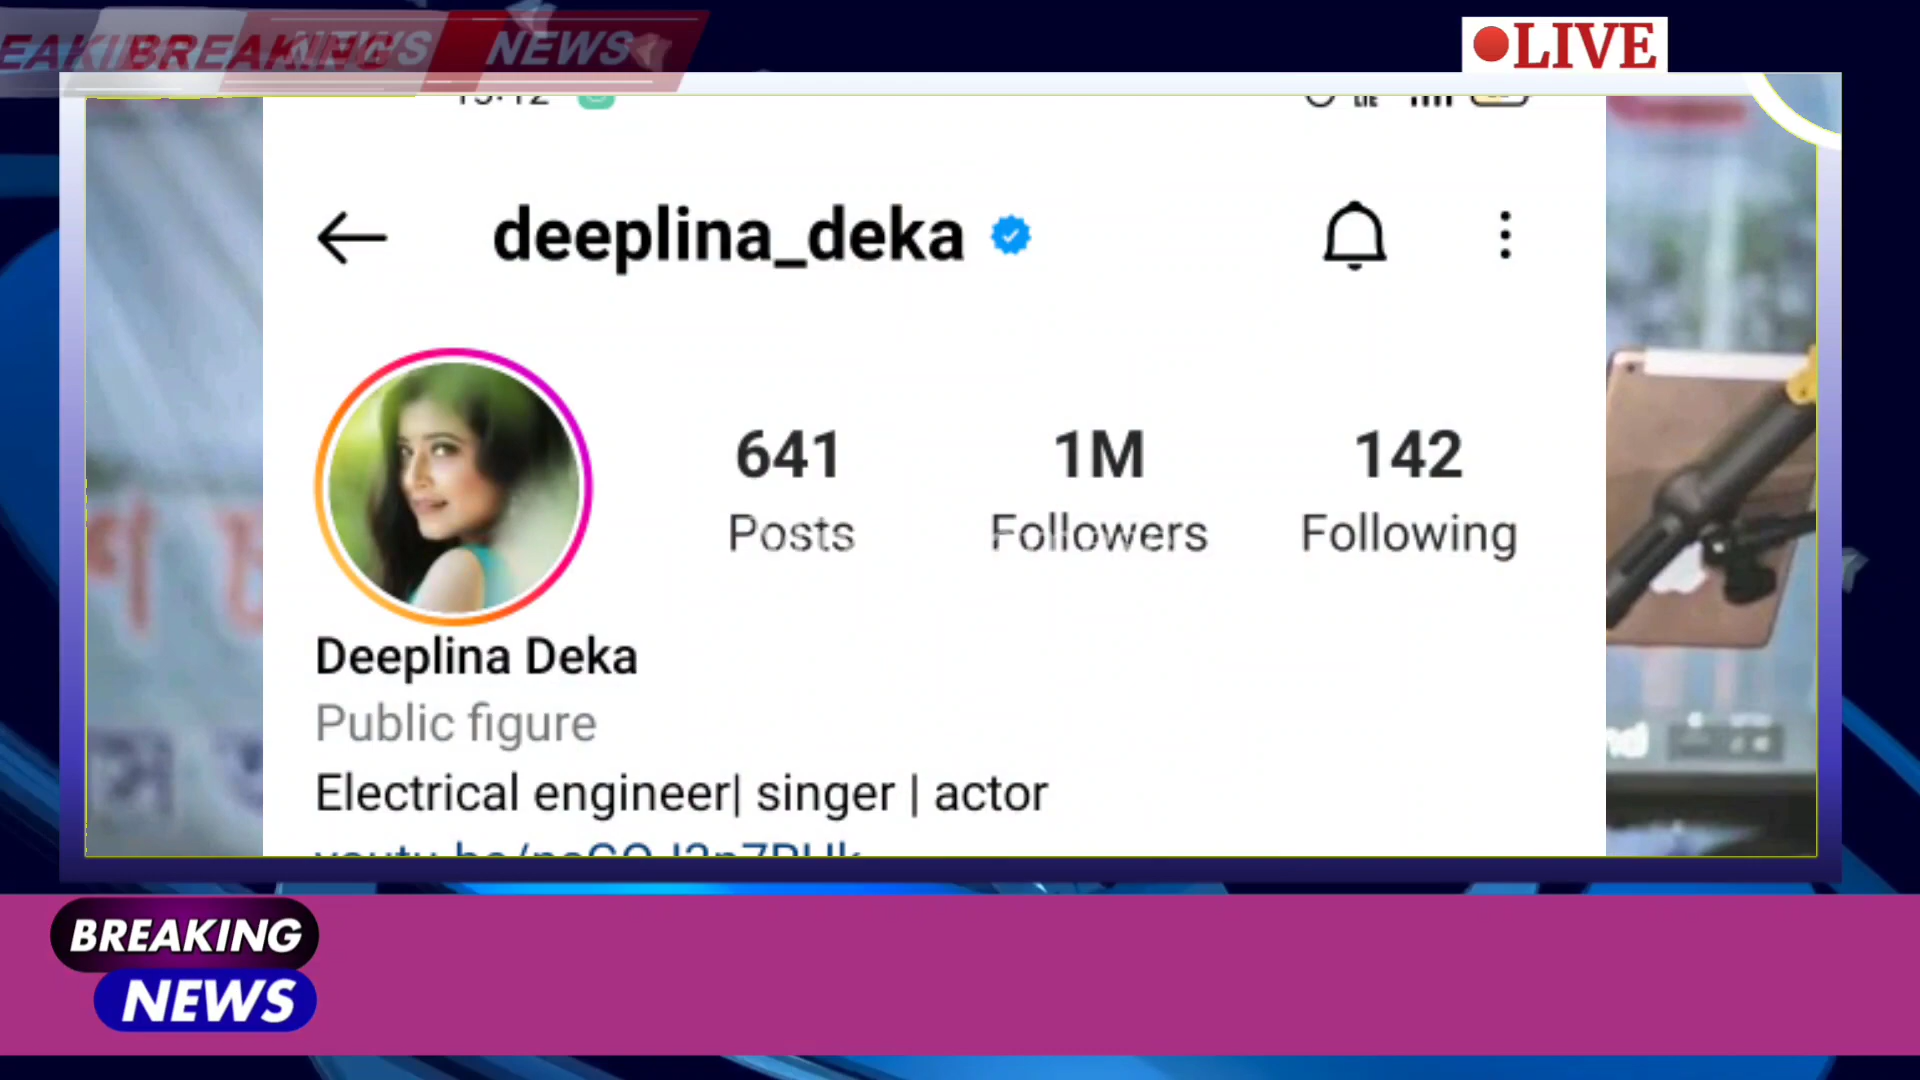 BREAKING NEWS NEWS
LIVE
deeplina_deka
641
1M
142
Posts
Followers
Following
Deeplina Deka
Public figure
Electrical engineer| singer | actor
BREAKING
NEWS